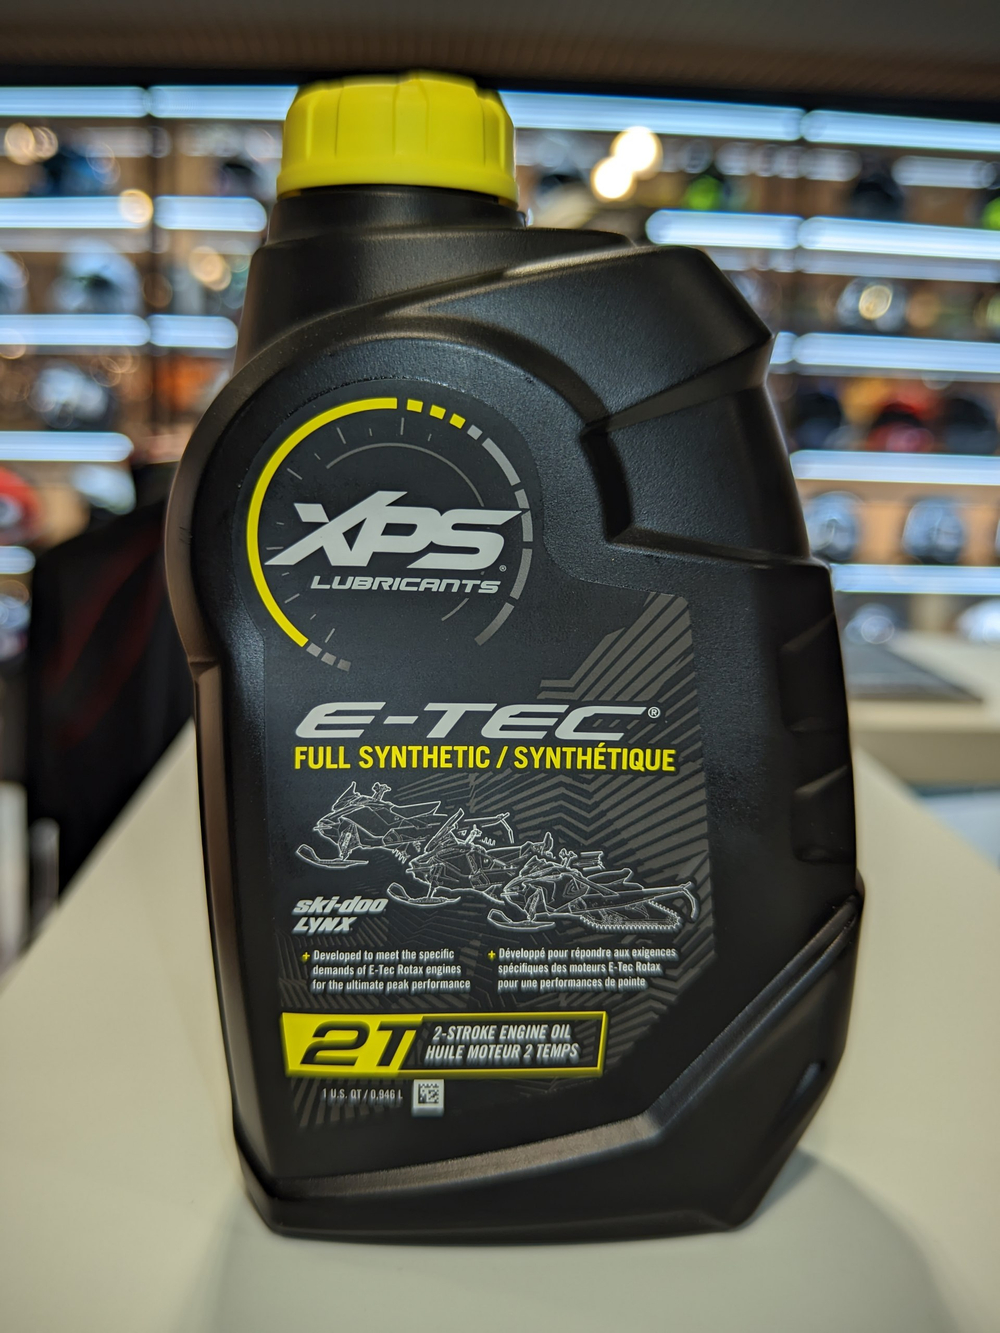 XPS®
LUBRICANTS
E-TEC®
FULL SYNTHETIC / SYNTHÉTIQUE
ski-doo
LYNX
+ Developed to meet the specific
demands of E-Tec Rotax engines
for the ultimate peak performance
+ Développé pour répondre aux exigences
spécifiques des moteurs E-Tec Rotax
pour une performances de pointe
2T
2-STROKE ENGINE OIL
HUILE MOTEUR 2 TEMPS
1 U.S. QT / 0,946 L